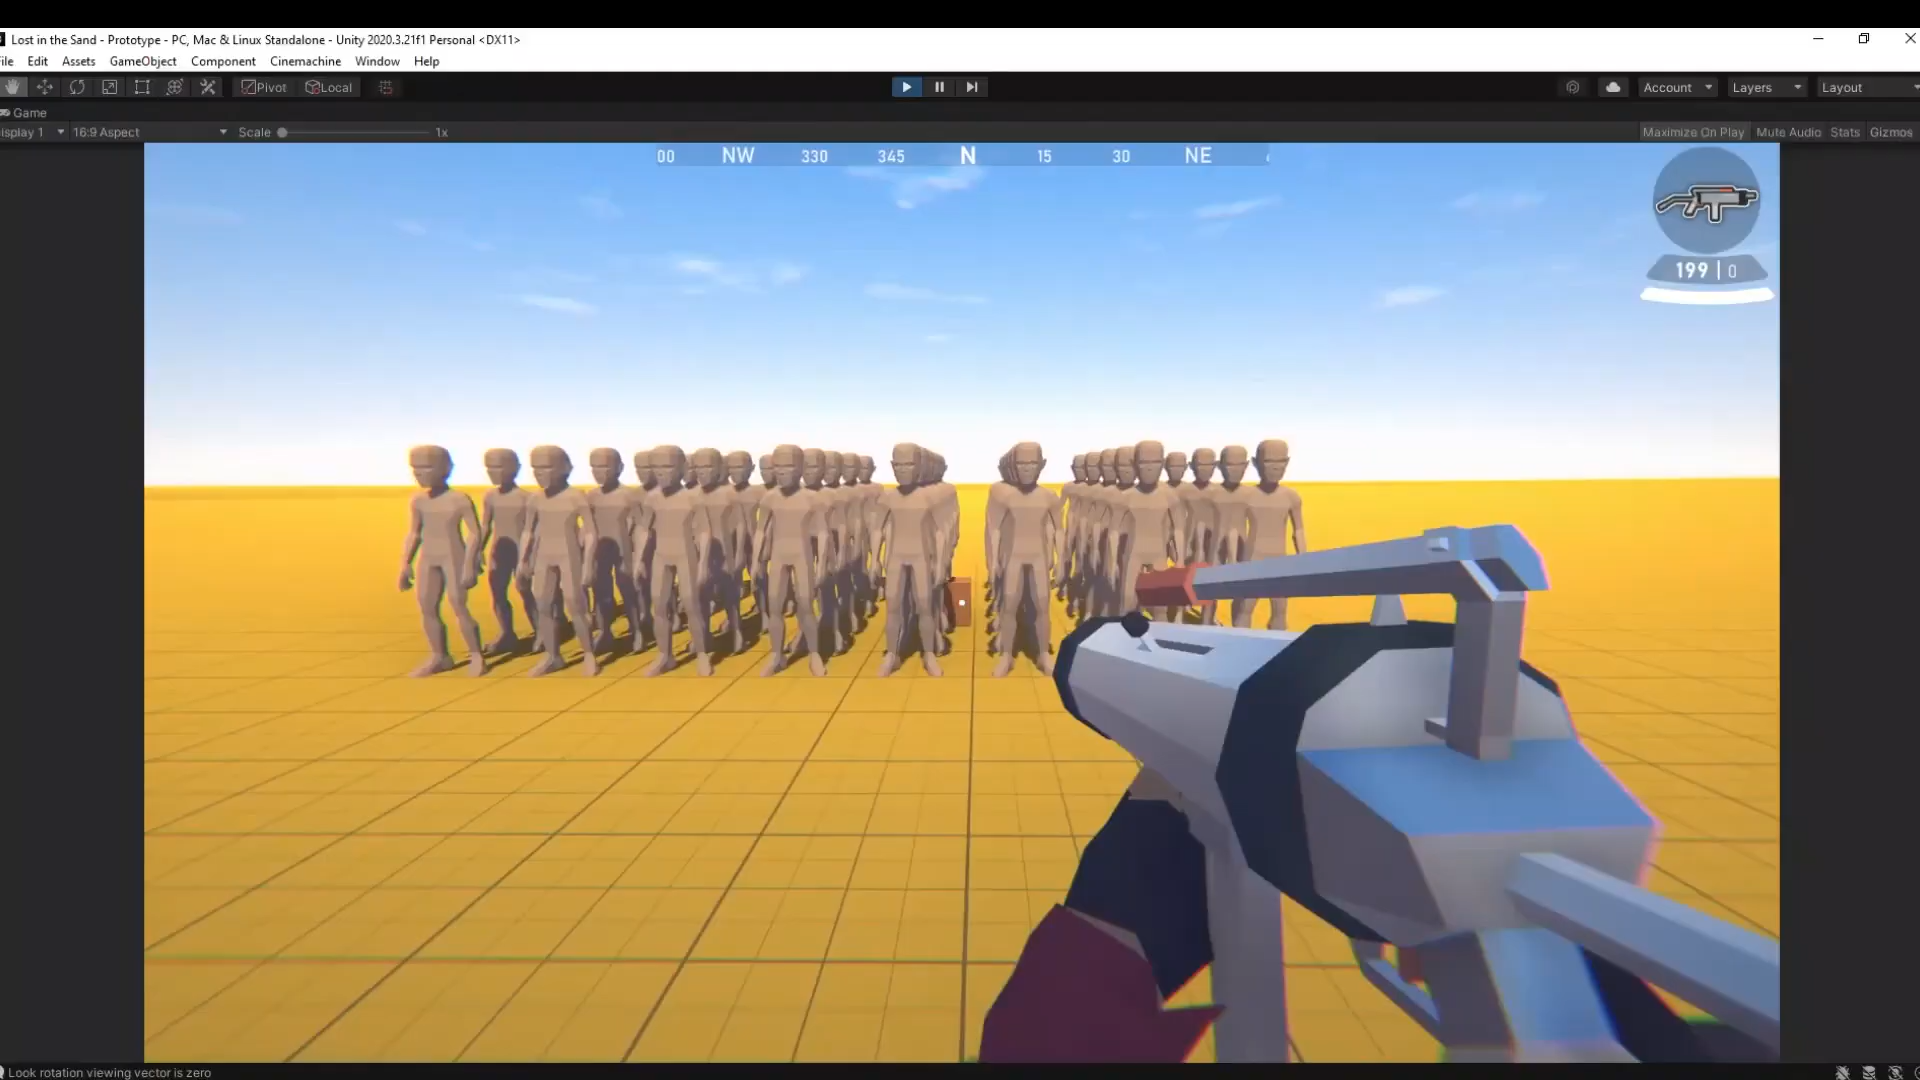 Lost in the Sand - Prototype - PC, Mac & Linux Standalone - Unity 2020.3.21f1 Personal <DX11>
ile Edit Assets GameObject Component Cinemachine Window Help
Pivot Local Account Layers Layout
Game
isplay 1 16:9 Aspect Scale 1x Maximize On Play Mute Audio Stats Gizmos
00 NW 330 345 N 15 30 NE
199 | 0
Look rotation viewing vector is zero